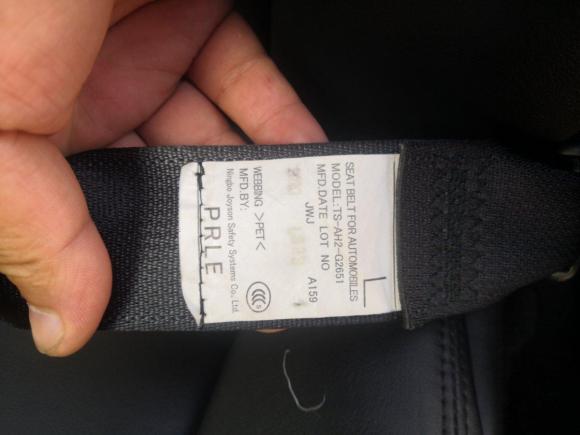 L
SEAT BELT FOR AUTOMOBILES
MODEL:TS-AH2-G2651
MFD.DATE LOT NO
A159
JWJ
WEBBING >PET<
MFD.BY:
Ningbo Joyson Safety Systems Co., Ltd
CCC S
PRLE